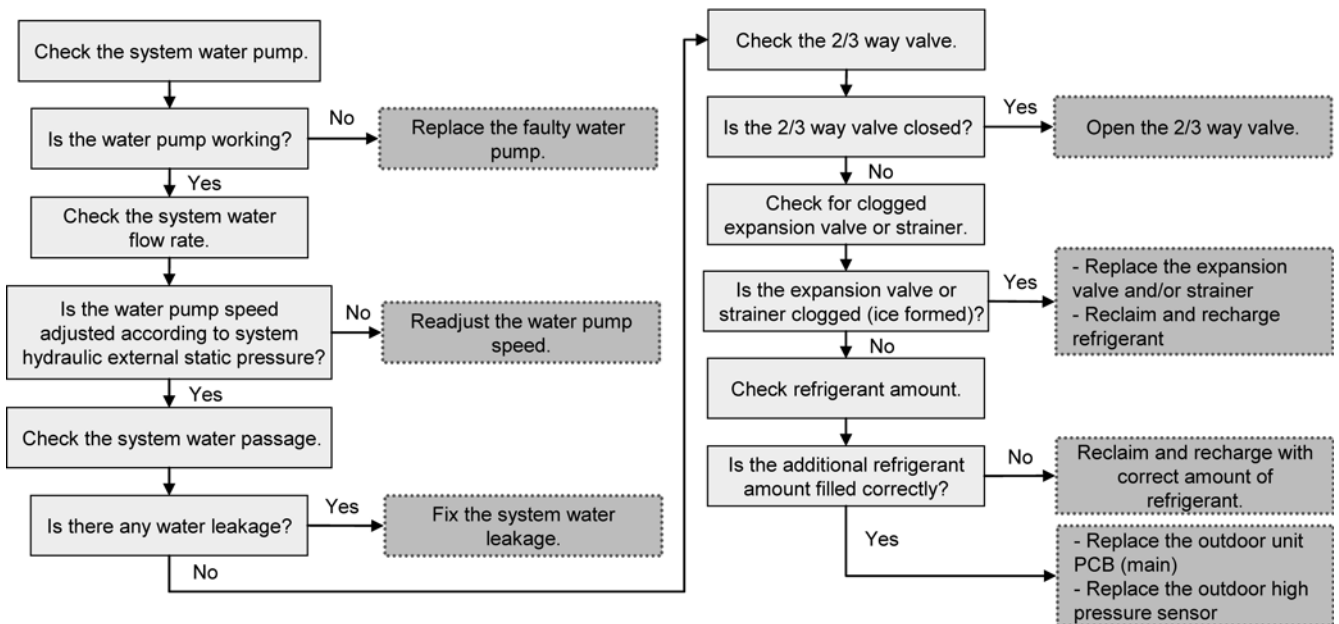 Check the system water pump.
Is the water pump working?
No
Replace the faulty water
pump.
Yes
Check the system water
flow rate.
Is the water pump speed
adjusted according to system
hydraulic external static pressure?
No
Readjust the water pump
speed.
Yes
Check the system water passage.
Is there any water leakage?
Yes
Fix the system water
leakage.
No
Check the 2/3 way valve.
Is the 2/3 way valve closed?
Yes
Open the 2/3 way valve.
No
Check for clogged
expansion valve or strainer.
Is the expansion valve or
strainer clogged (ice formed)?
Yes
- Replace the expansion
valve and/or strainer
- Reclaim and recharge
refrigerant
No
Check refrigerant amount.
Is the additional refrigerant
amount filled correctly?
No
Reclaim and recharge with
correct amount of
refrigerant.
Yes
- Replace the outdoor unit
PCB (main)
- Replace the outdoor high
pressure sensor